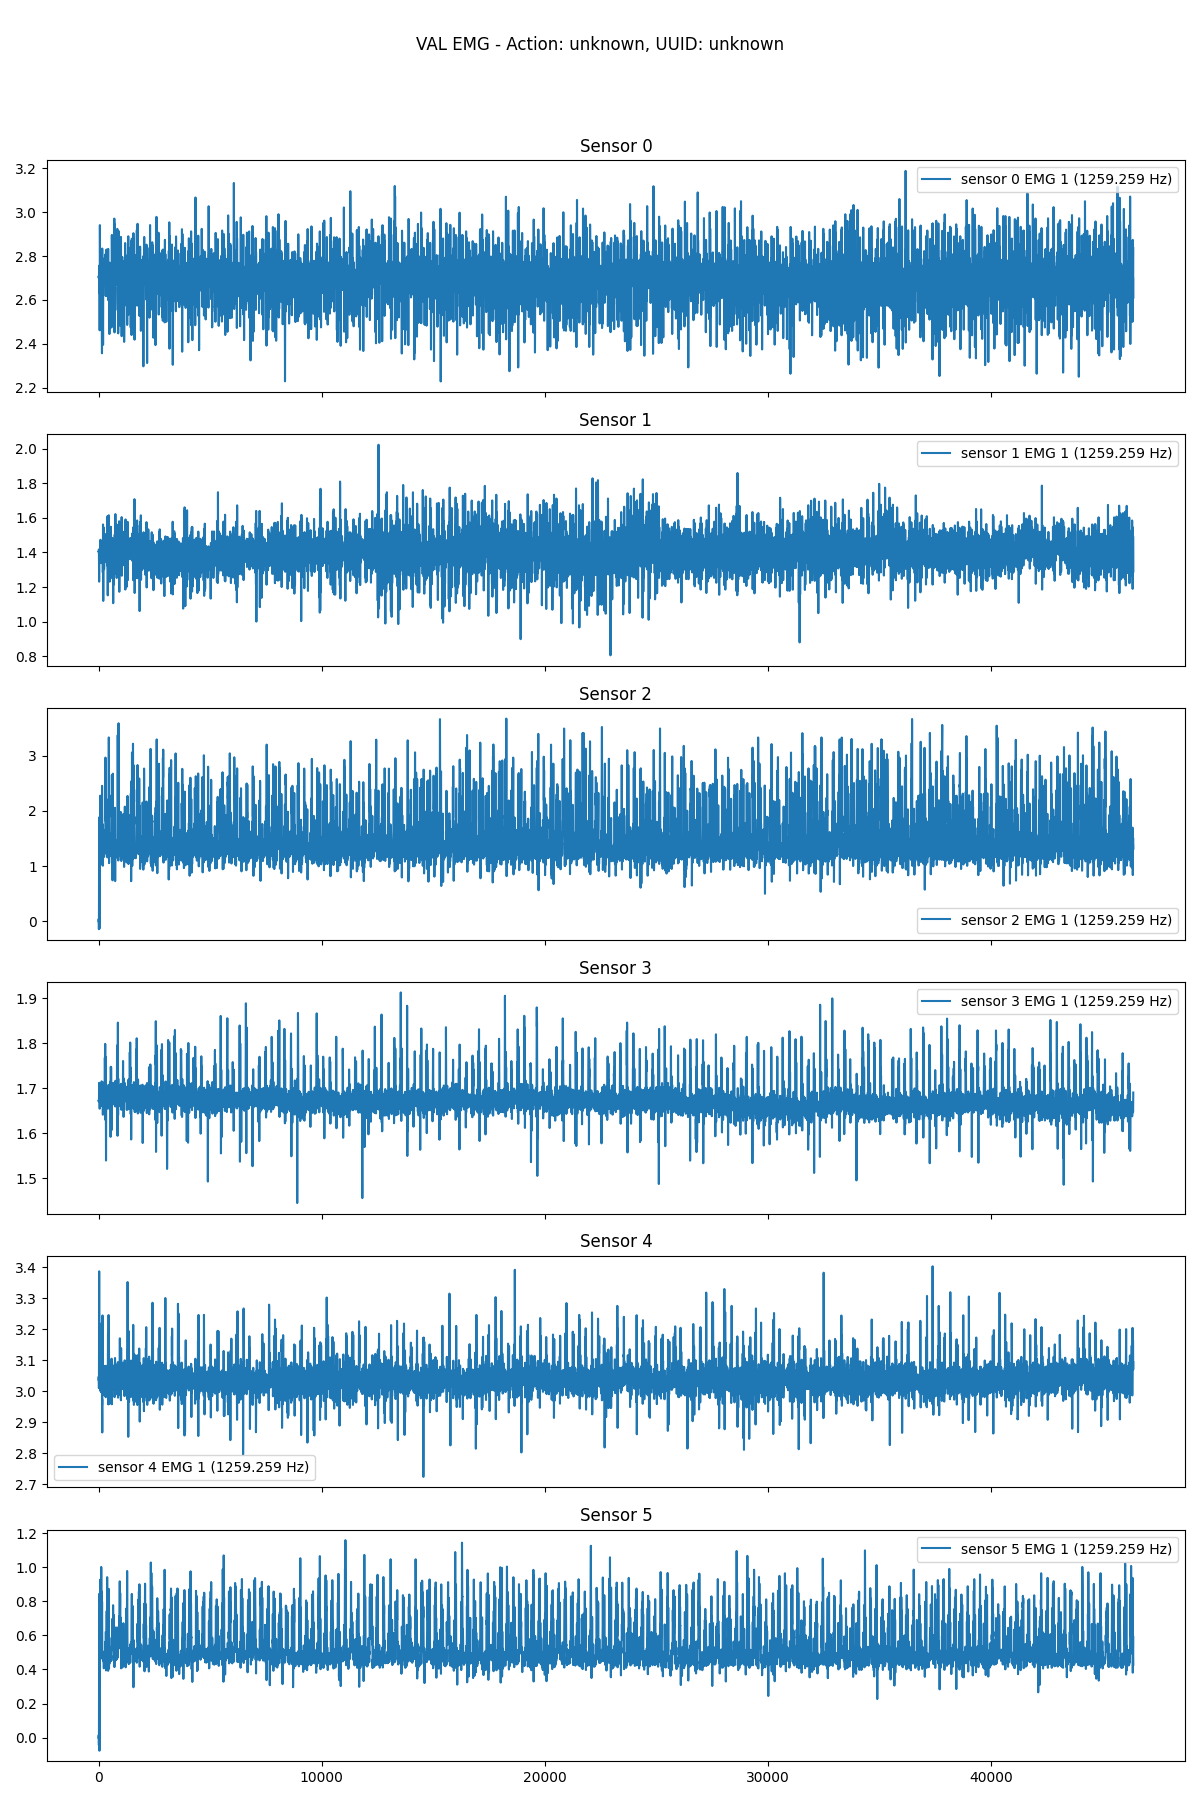 VAL EMG - Action: unknown, UUID: unknown
Sensor 0
3.2
3.0
2.8
2.6
2.4
2.2
sensor 0 EMG 1 (1259.259 Hz)
Sensor 1
2.0
1.8
1.6
1.4
1.2
1.0
0.8
sensor 1 EMG 1 (1259.259 Hz)
Sensor 2
3
2
1
0
sensor 2 EMG 1 (1259.259 Hz)
Sensor 3
1.9
1.8
1.7
1.6
1.5
sensor 3 EMG 1 (1259.259 Hz)
Sensor 4
3.4
3.3
3.2
3.1
3.0
2.9
2.8
2.7
sensor 4 EMG 1 (1259.259 Hz)
Sensor 5
1.2
1.0
0.8
0.6
0.4
0.2
0.0
sensor 5 EMG 1 (1259.259 Hz)
0 10000 20000 30000 40000